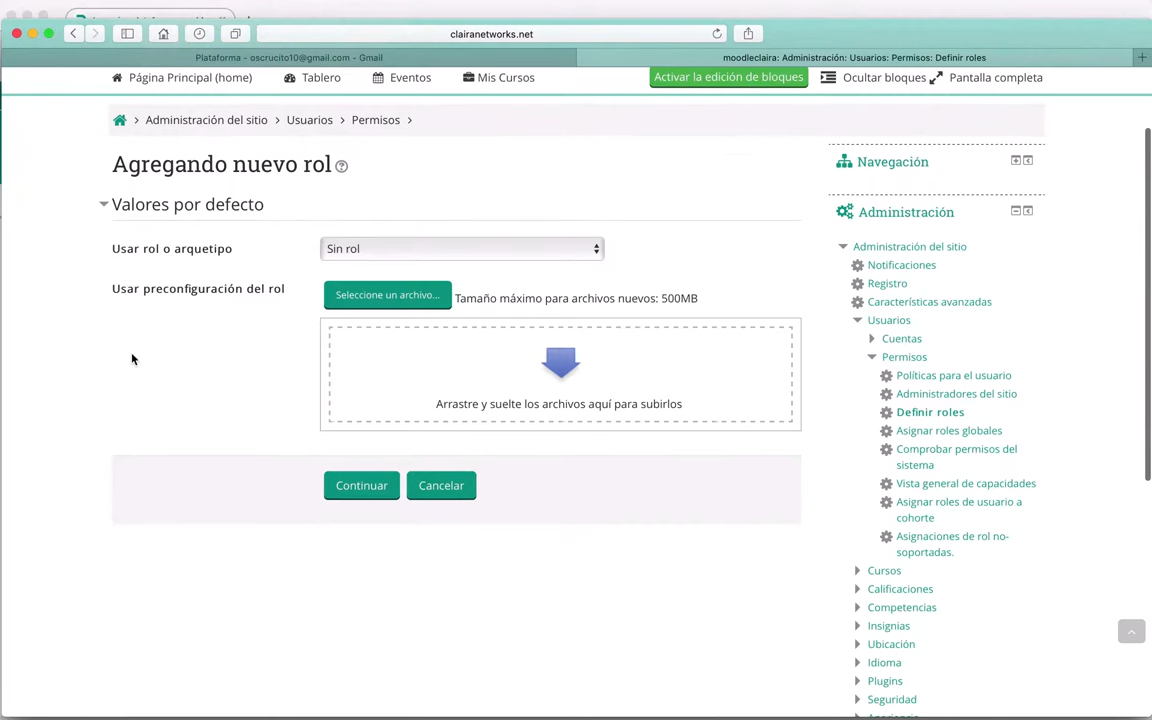 clairanetworks.net
Plataforma - oscrucito10@gmail.com - Gmail
moodleclaira: Administración: Usuarios: Permisos: Definir roles
Página Principal (home)
Tablero
Eventos
Mis Cursos
Activar la edición de bloques
Ocultar bloques
Pantalla completa
Administración del sitio
Usuarios
Permisos
Agregando nuevo rol
Valores por defecto
Usar rol o arquetipo
Sin rol
Usar preconfiguración del rol
Seleccione un archivo...
Tamaño máximo para archivos nuevos: 500MB
Arrastre y suelte los archivos aquí para subirlos
Continuar
Cancelar
Navegación
Administración
Administración del sitio
Notificaciones
Registro
Características avanzadas
Usuarios
Cuentas
Permisos
Políticas para el usuario
Administradores del sitio
Definir roles
Asignar roles globales
Comprobar permisos del
sistema
Vista general de capacidades
Asignar roles de usuario a
cohorte
Asignaciones de rol no-
soportadas.
Cursos
Calificaciones
Competencias
Insignias
Ubicación
Idioma
Plugins
Seguridad